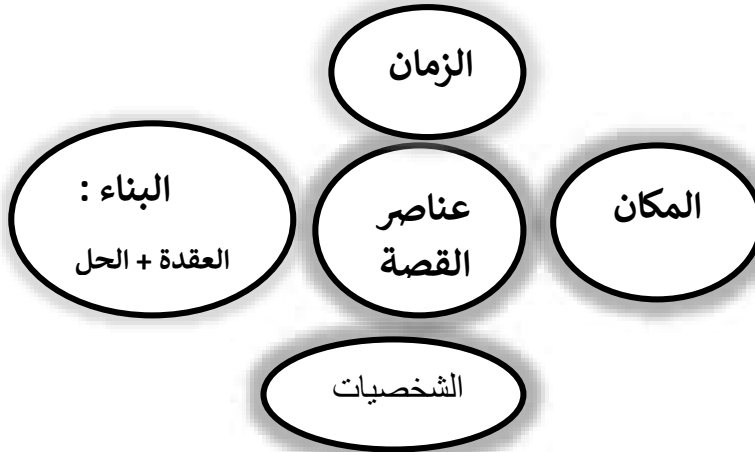 الزمان
المكان
عناصر
القصة
البناء :
العقدة + الحل
الشخصيات